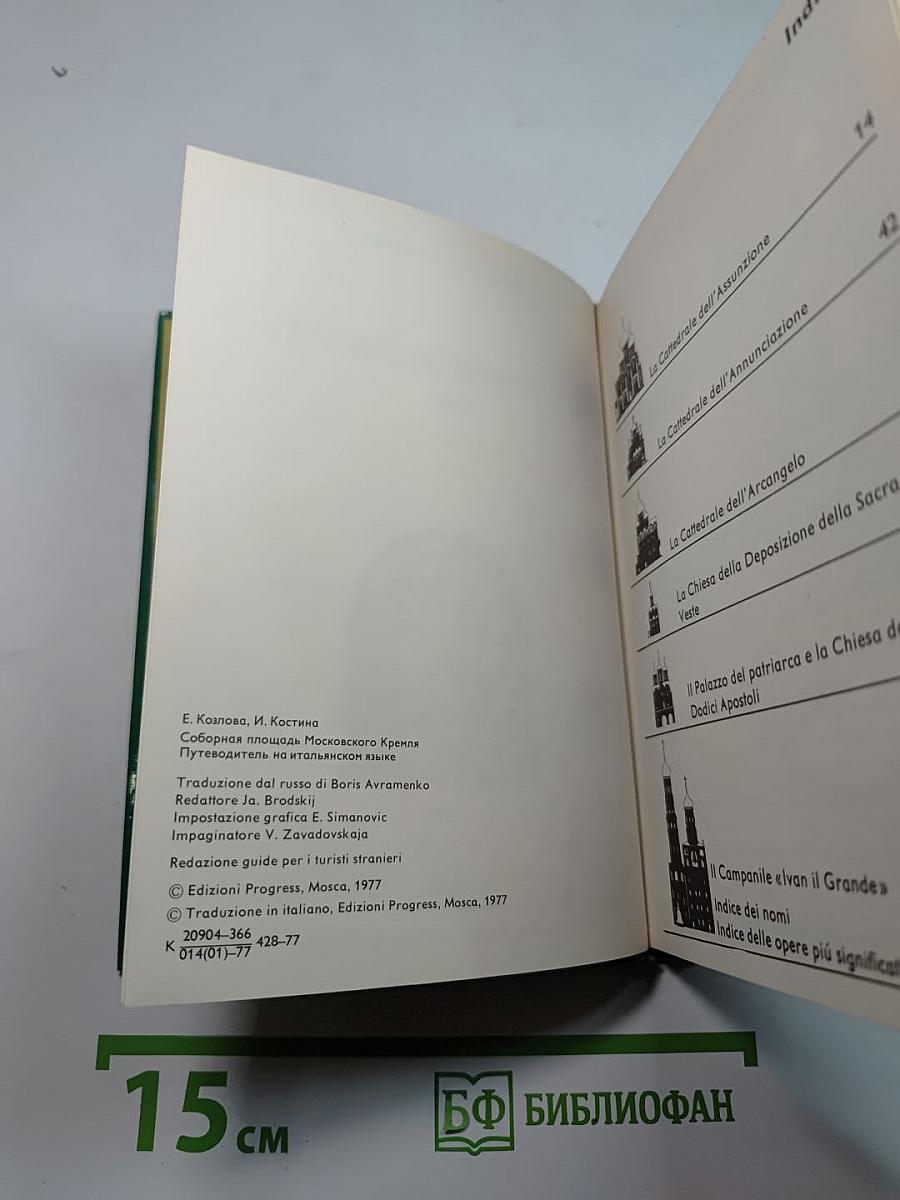 Е. Козлова, И. Костина
Соборная площадь Московского Кремля
Путеводитель на итальянском языке
Traduzione dal russo di Boris Avramenko
Redattore Ja. Brodskij
Impostazione grafica E. Simanovic
Impaginatore V. Zavadovskaja
Redazione guide per i turisti stranieri
© Edizioni Progress, Mosca, 1977
© Traduzione in italiano, Edizioni Progress, Mosca, 1977
К 20904—366
014(01)—77 428—77
14
La Cattedrale dell'Assunzione
42
La Cattedrale dell'Annunciazione
La Cattedrale dell'Arcangelo
La Chiesa della Deposizione della Sacra
Veste
Il Palazzo del patriarca e la Chiesa
Dodici Apostoli
Il Campanile «Ivan il Grande»
Indice dei nomi
Indice delle opere piú
15 см
БФ БИБЛИОФАН